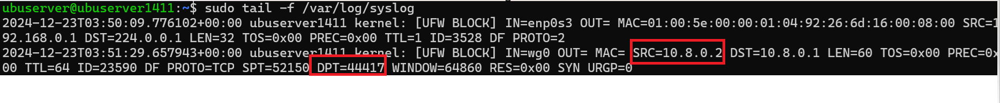 ubuserver@ubuserver1411:~$ sudo tail -f /var/log/syslog
2024-12-23T03:50:09.776102+00:00 ubuserver1411 kernel: [UFW BLOCK] IN=enp0s3 OUT= MAC=01:00:5e:00:00:01:04:92:26:6d:16:00:08:00 SRC=1
92.168.0.1 DST=224.0.0.1 LEN=32 TOS=0x00 PREC=0x00 TTL=1 ID=3528 DF PROTO=2
2024-12-23T03:51:29.657943+00:00 ubuserver1411 kernel: [UFW BLOCK] IN=wg0 OUT= MAC= SRC=10.8.0.2 DST=10.8.0.1 LEN=60 TOS=0x00 PREC=0x
00 TTL=64 ID=23590 DF PROTO=TCP SPT=52150 DPT=44417 WINDOW=64860 RES=0x00 SYN URGP=0